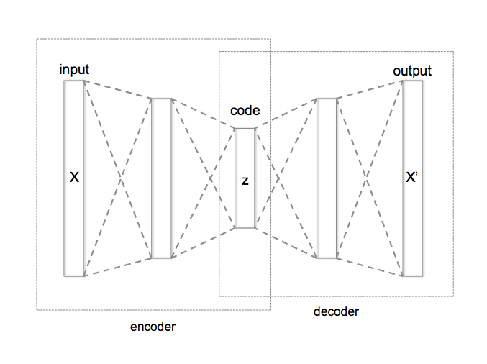 input
output
code
X
z
X'
decoder
encoder